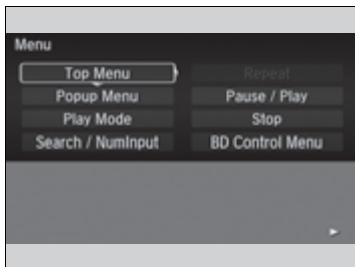 Menu
Top Menu
Repeat
Popup Menu
Pause / Play
Play Mode
Stop
Search / NumInput
BD Control Menu